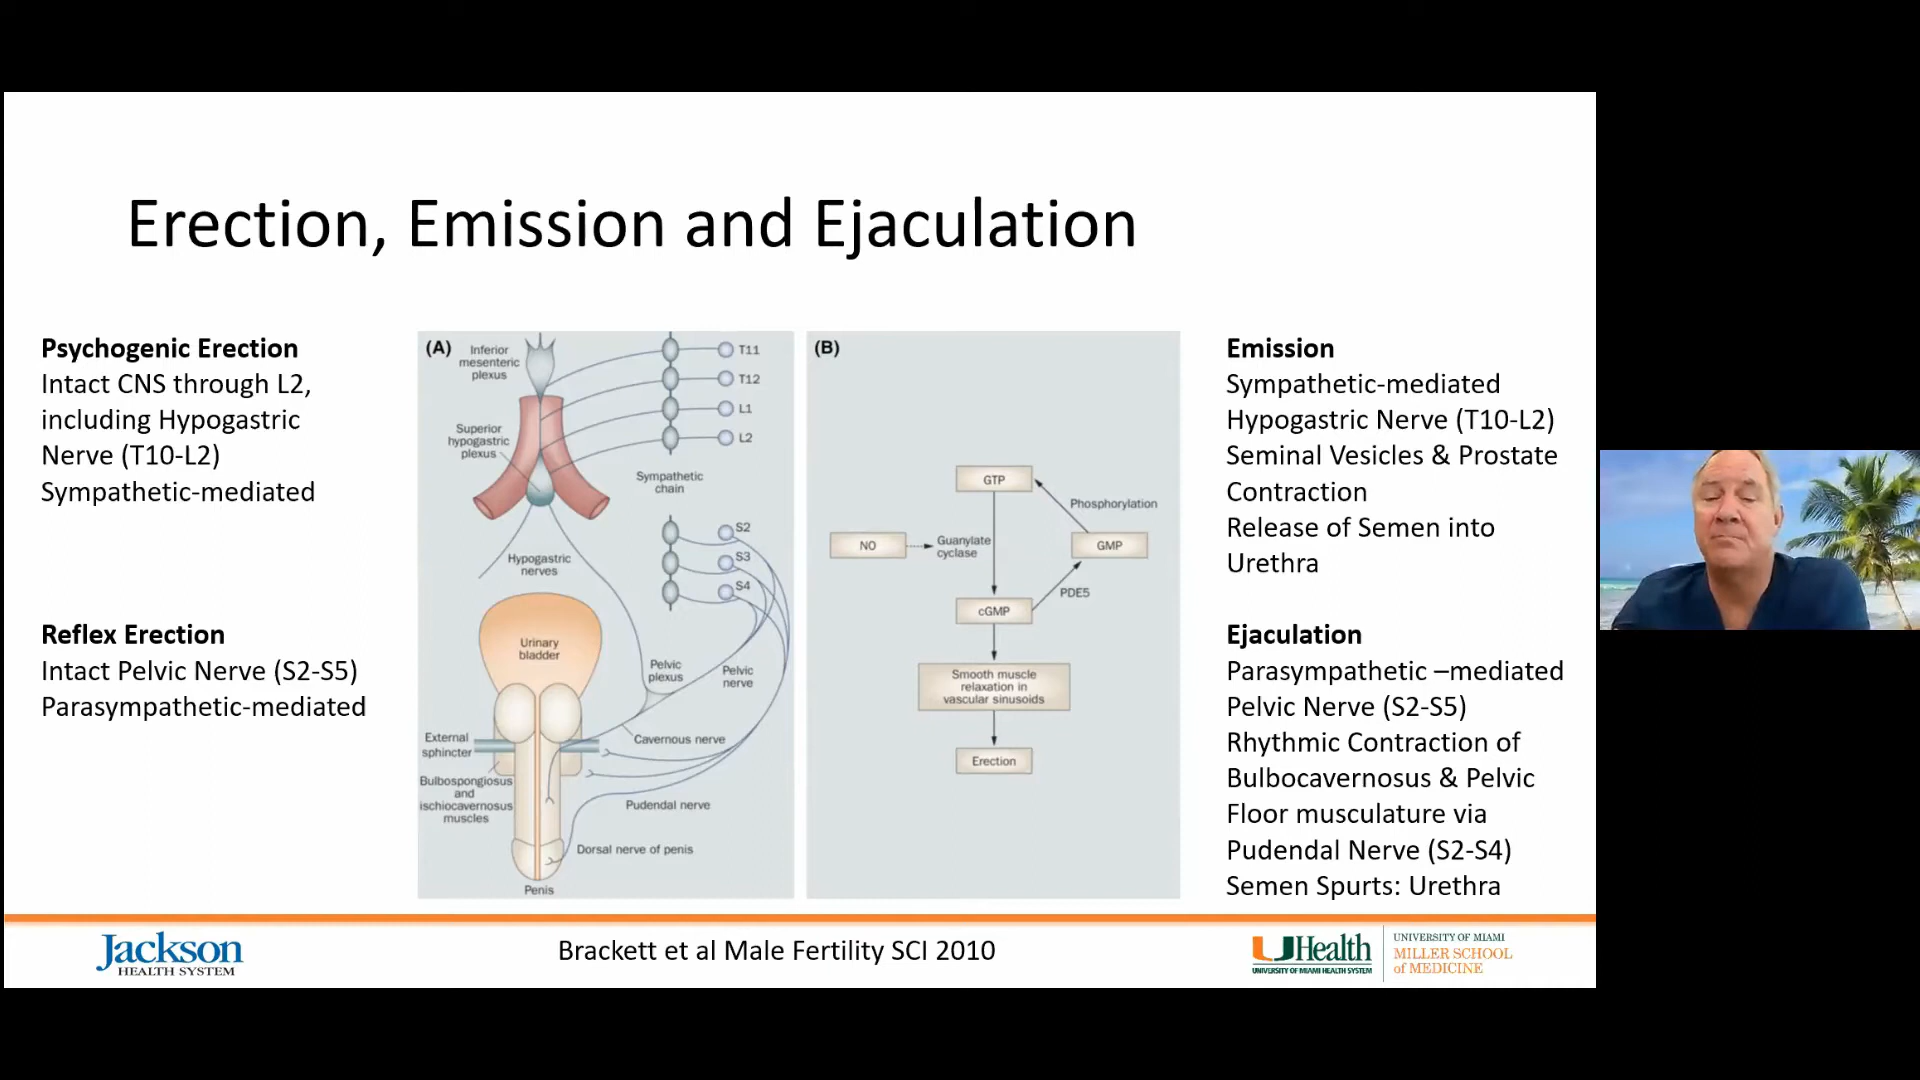 Erection, Emission and Ejaculation
Psychogenic Erection
Intact CNS through L2,
including Hypogastric
Nerve (T10-L2)
Sympathetic-mediated
Reflex Erection
Intact Pelvic Nerve (S2-S5)
Parasympathetic-mediated
(A)
Inferior
mesenteric
plexus
T11
T12
L1
L2
Superior
hypogastric
plexus
Sympathetic
chain
S2
S3
S4
Hypogastric
nerves
Urinary
bladder
Pelvic
plexus
Pelvic
nerve
External
sphincter
Cavernous nerve
Bulbospongiosus
and
ischiocavernosus
muscles
Pudendal nerve
Dorsal nerve of penis
Penis
(B)
GTP
Phosphorylation
NO
Guanylate
cyclase
GMP
PDE5
cGMP
Smooth muscle
relaxation in
vascular sinusoids
Erection
Emission
Sympathetic-mediated
Hypogastric Nerve (T10-L2)
Seminal Vesicles & Prostate
Contraction
Release of Semen into
Urethra
Ejaculation
Parasympathetic –mediated
Pelvic Nerve (S2-S5)
Rhythmic Contraction of
Bulbocavernosus & Pelvic
Floor musculature via
Pudendal Nerve (S2-S4)
Semen Spurts: Urethra
Jackson
HEALTH SYSTEM
Brackett et al Male Fertility SCI 2010
UHealth
UNIVERSITY OF MIAMI HEALTH SYSTEM
UNIVERSITY OF MIAMI
MILLER SCHOOL
of MEDICINE